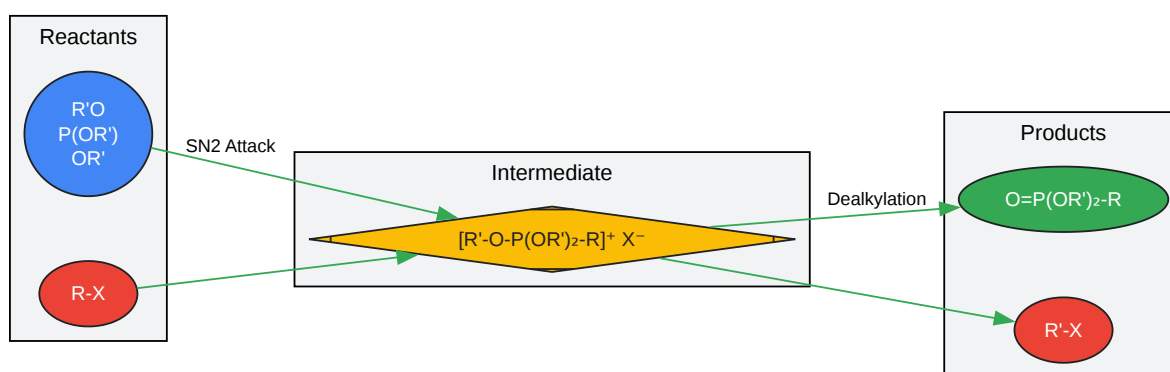 Reactants
R'O
P(OR')
OR'
R-X
SN2 Attack
Intermediate
[R'-O-P(OR')₂-R]⁺ X⁻
Dealkylation
Products
O=P(OR')₂-R
R'-X